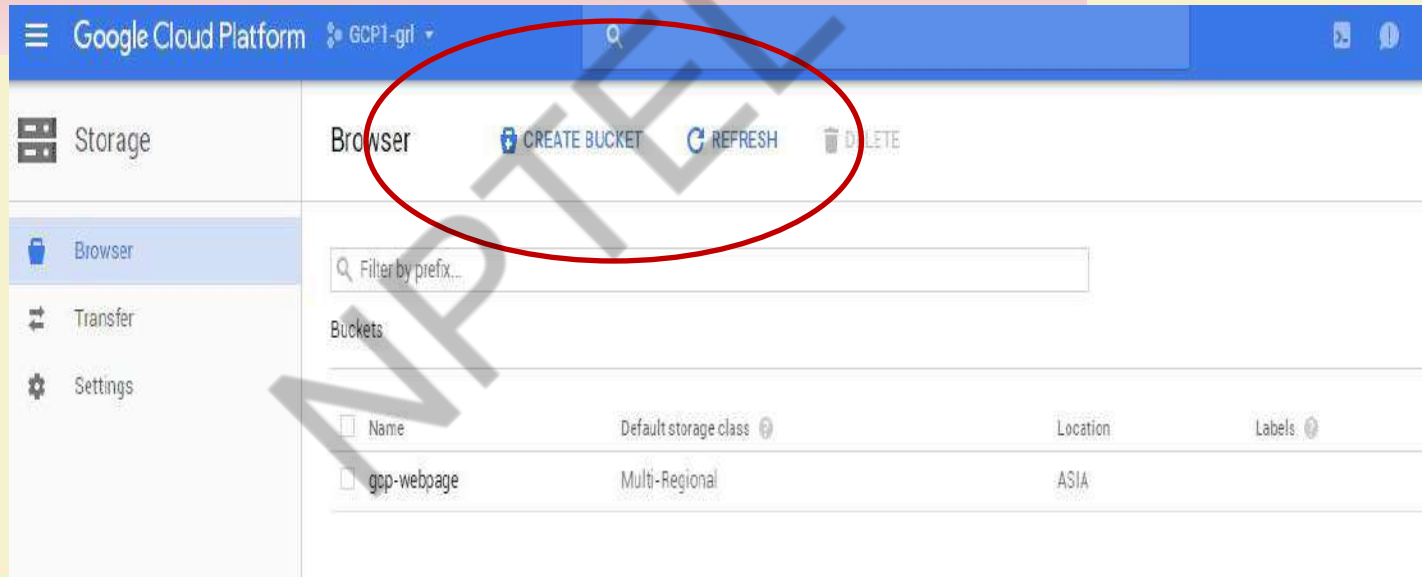 Google Cloud Platform GCP1-grl
Storage
Browser CREATE BUCKET REFRESH DELETE
Browser
Transfer
Settings
Filter by prefix...
Buckets
Name Default storage class Location Labels
gcp-webpage Multi-Regional ASIA
NPTEL